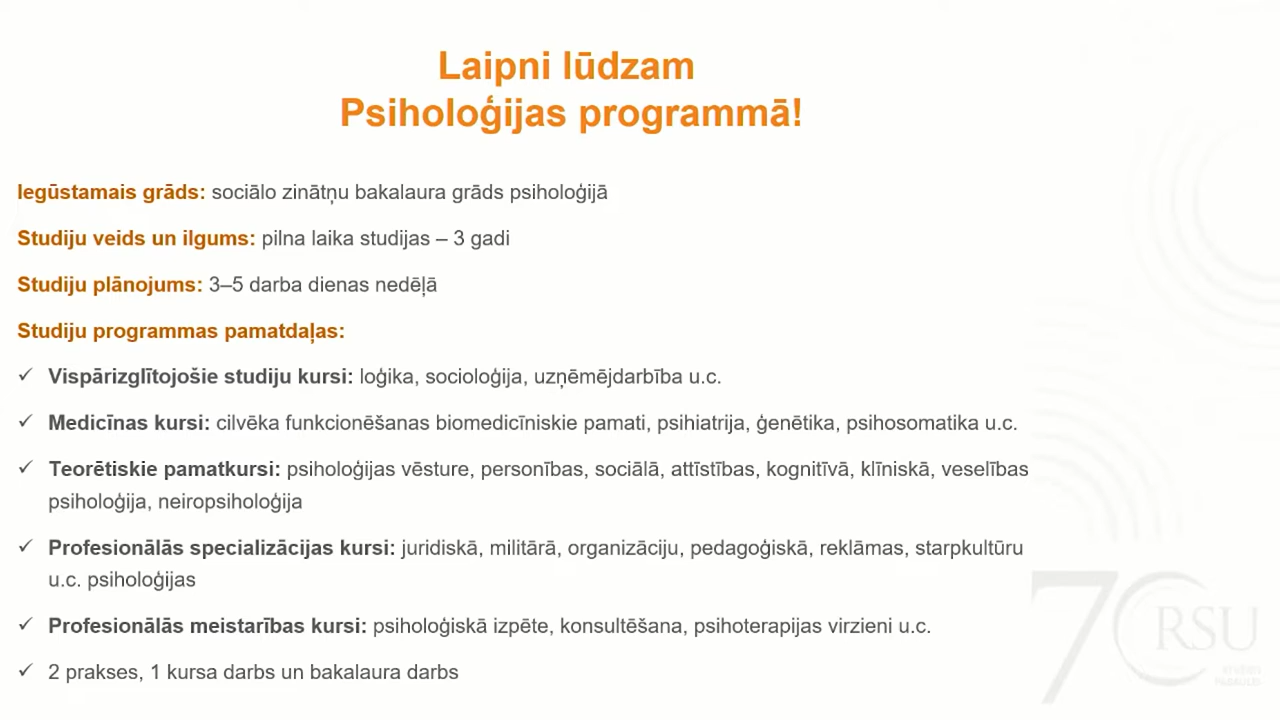 Laipni lūdzam
Psiholoģijas programmā!
Iegūstamais grāds: sociālo zinātņu bakalaura grāds psiholoģijā
Studiju veids un ilgums: pilna laika studijas – 3 gadi
Studiju plānojums: 3–5 darba dienas nedēļā
Studiju programmas pamatdaļas:
✓ Vispārizglītojošie studiju kursi: loģika, socioloģija, uzņēmējdarbība u.c.
✓ Medicīnas kursi: cilvēka funkcionēšanas biomedicīniskie pamati, psihiatrija, ģenētika, psihosomatika u.c.
✓ Teorētiskie pamatkursi: psiholoģijas vēsture, personības, sociālā, attīstības, kognitīvā, klīniskā, veselības
psiholoģija, neiropsiholoģija
✓ Profesionālās specializācijas kursi: juridiskā, militārā, organizāciju, pedagoģiskā, reklāmas, starpkultūru
u.c. psiholoģijas
✓ Profesionālās meistarības kursi: psiholoģiskā izpēte, konsultēšana, psihoterapijas virzieni u.c.
✓ 2 prakses, 1 kursa darbs un bakalaura darbs
70 RSU